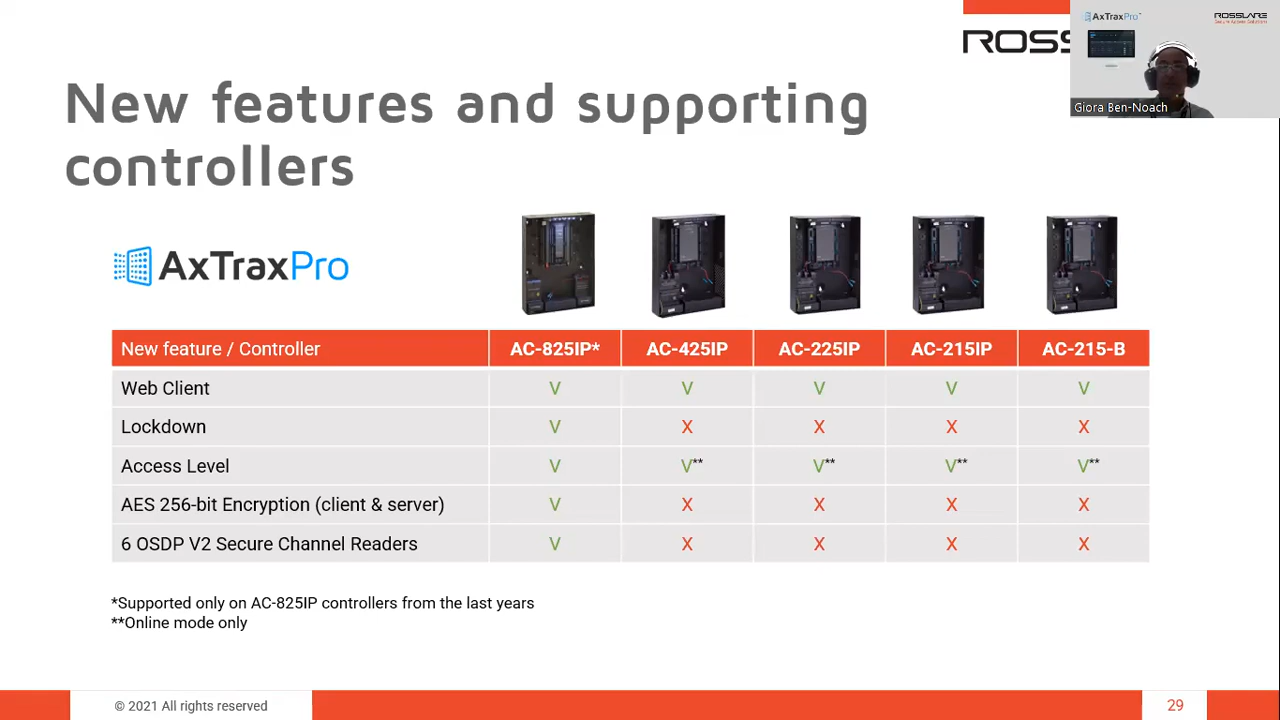 ROSS
AxTraxPro™
ROSSLARE
Giora Ben-Noach
New features and supporting
controllers
AxTraxPro
New feature / Controller AC-825IP* AC-425IP AC-225IP AC-215IP AC-215-B
Web Client V V V V V
Lockdown V X X X X
Access Level V V** V** V** V**
AES 256-bit Encryption (client & server) V X X X X
6 OSDP V2 Secure Channel Readers V X X X X
*Supported only on AC-825IP controllers from the last years
**Online mode only
© 2021 All rights reserved
29